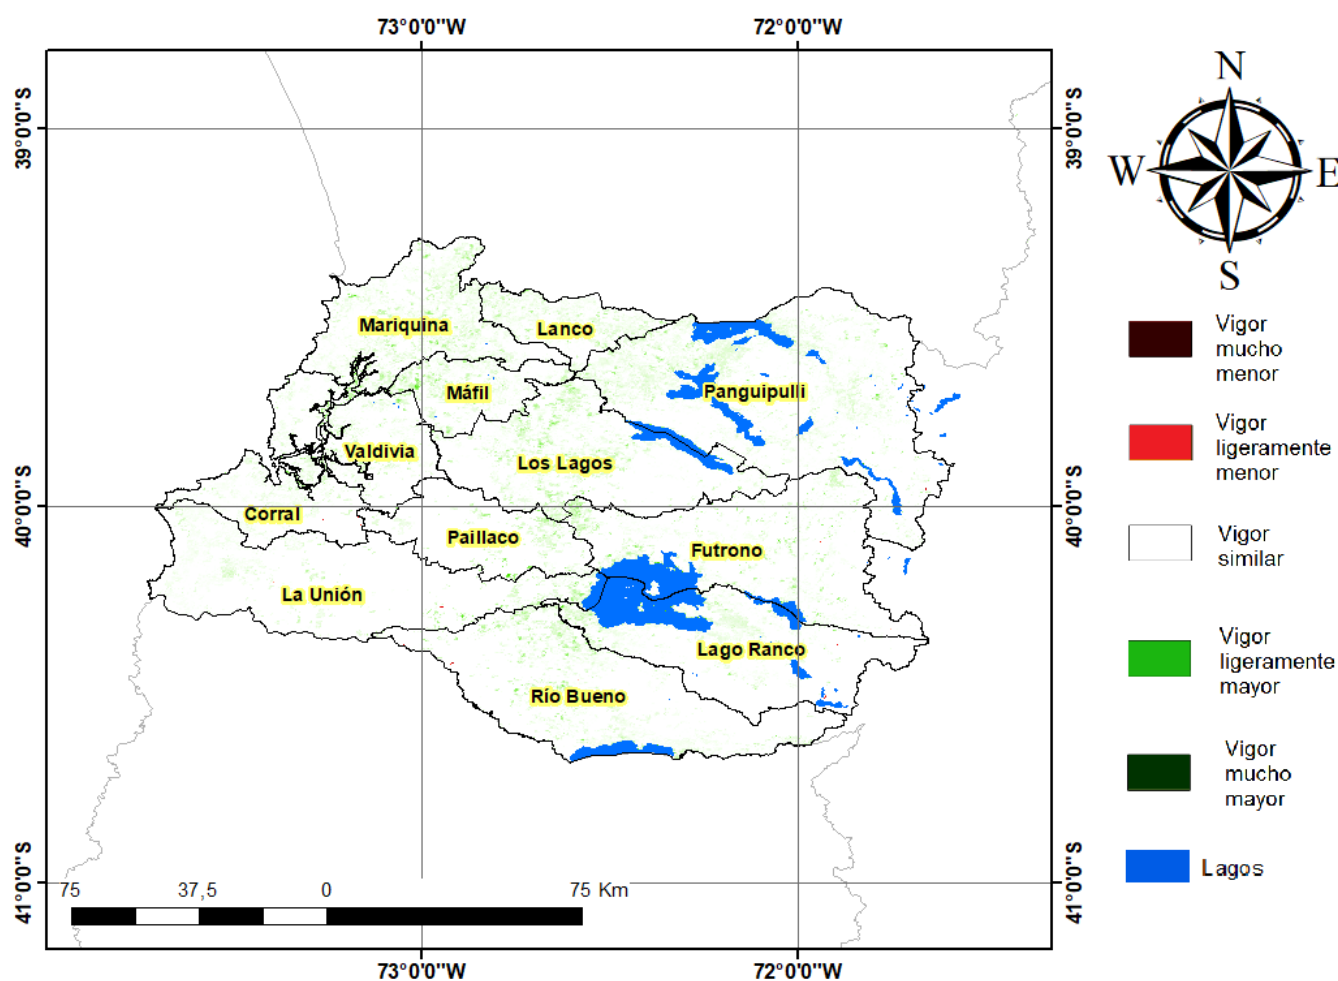 73°0'0"W
72°0'0"W
39°0'0"S
39°0'0"S
N
W
E
S
Mariquina
Lanco
Máfil
Panguipulli
Valdivia
Los Lagos
40°0'0"S
40°0'0"S
Corral
Paillaco
Futrono
La Unión
Lago Ranco
Río Bueno
Vigor
mucho
menor
Vigor
ligeramente
menor
Vigor
similar
Vigor
ligeramente
mayor
Vigor
mucho
mayor
Lagos
41°0'0"S
41°0'0"S
75
37,5
0
75 Km
73°0'0"W
72°0'0"W